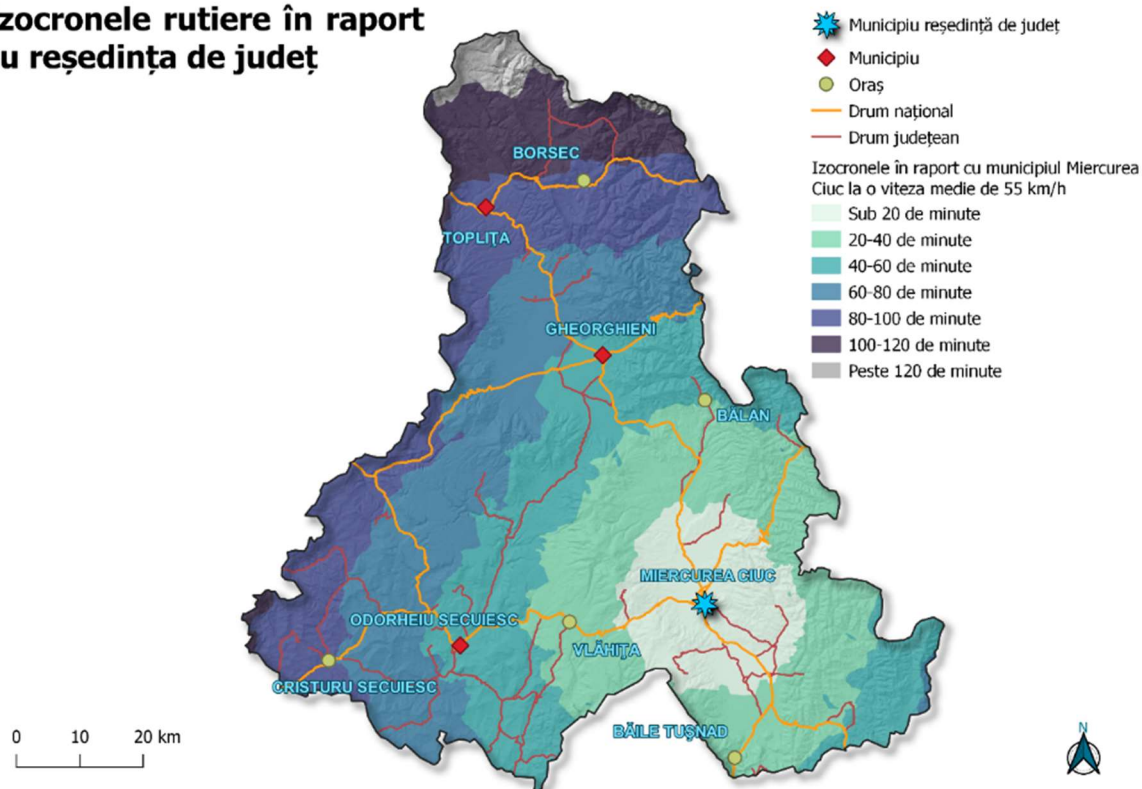 zocronele rutiere în raport
u reședința de județ
Municipiu reședință de județ
Municipiu
Oraș
Drum național
Drum județean
Izocronele în raport cu municipiul Miercurea
Ciuc la o viteza medie de 55 km/h
Sub 20 de minute
20-40 de minute
40-60 de minute
60-80 de minute
80-100 de minute
100-120 de minute
Peste 120 de minute
BORSEC
TOPLIȚA
GHEORGHIENI
BĂLAN
MIERCUREA CIUC
ODORHEIU SECUIESC
VLĂHIȚA
CRISTURU SECUIESC
BĂILE TUȘNAD
0 10 20 km
N